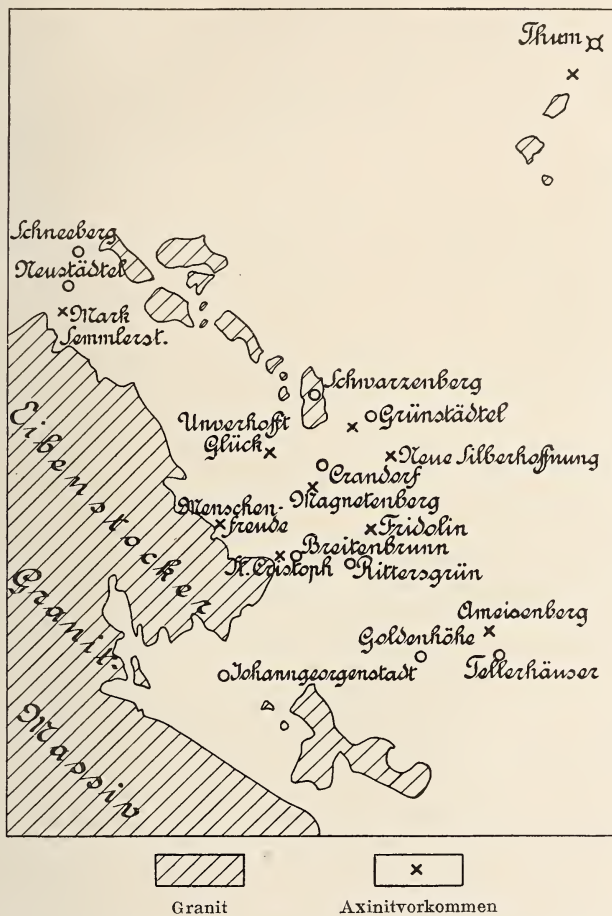 Thum
Schneeberg
Neustädtel
Mark
Semmlerst.
Schwarzenberg
Grünstädtel
Unverhofft
Glück
Neue Silberhoffnung
Crandorf
Magnetenberg
Menschen-
freude
Fridolin
Breitenbrunn
St. Cristoph
Rittersgrün
Ameisenberg
Goldenhöhe
Tellerhäuser
Johanngeorgenstadt
Eibenstocker
Granit.
Massiv
Granit
Axinitvorkommen